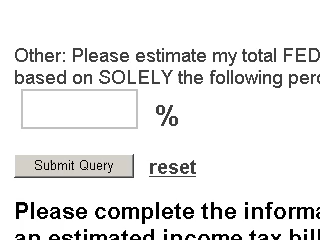 Other: Please estimate my total FED
based on SOLELY the following perc
%
Submit Query reset
Please complete the informa
an estimated income tax bill